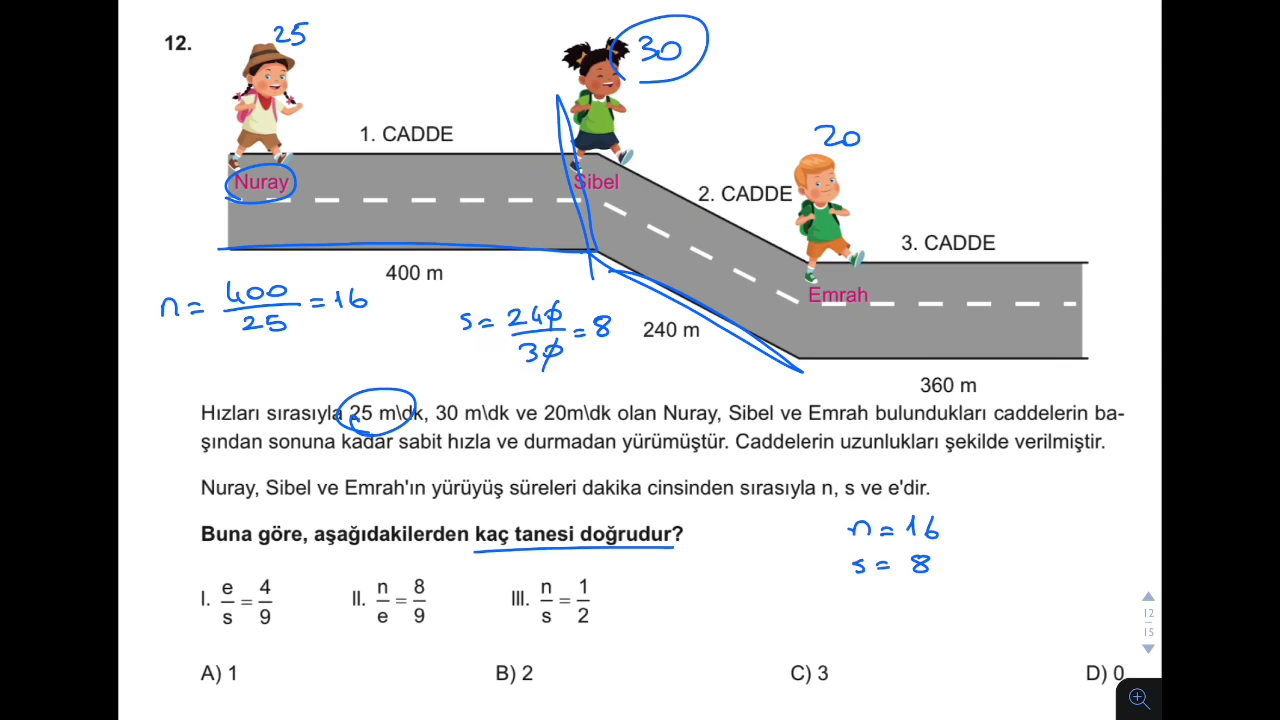 12.
25
30
20
1. CADDE
Nuray
Sibel
2. CADDE
3. CADDE
Emrah
400 m
240 m
360 m
n = 400/25 = 16
s = 240/30 = 8
Hızları sırasıyla 25 m\dk, 30 m\dk ve 20m\dk olan Nuray, Sibel ve Emrah bulundukları caddelerin ba-
şından sonuna kadar sabit hızla ve durmadan yürümüştür. Caddelerin uzunlukları şekilde verilmiştir.
Nuray, Sibel ve Emrah'ın yürüyüş süreleri dakika cinsinden sırasıyla n, s ve e'dir.
Buna göre, aşağıdakilerden kaç tanesi doğrudur?
n = 16
s = 8
I. e/s = 4/9 II. n/e = 8/9 III. n/s = 1/2
A) 1 B) 2 C) 3 D) 0
12
15